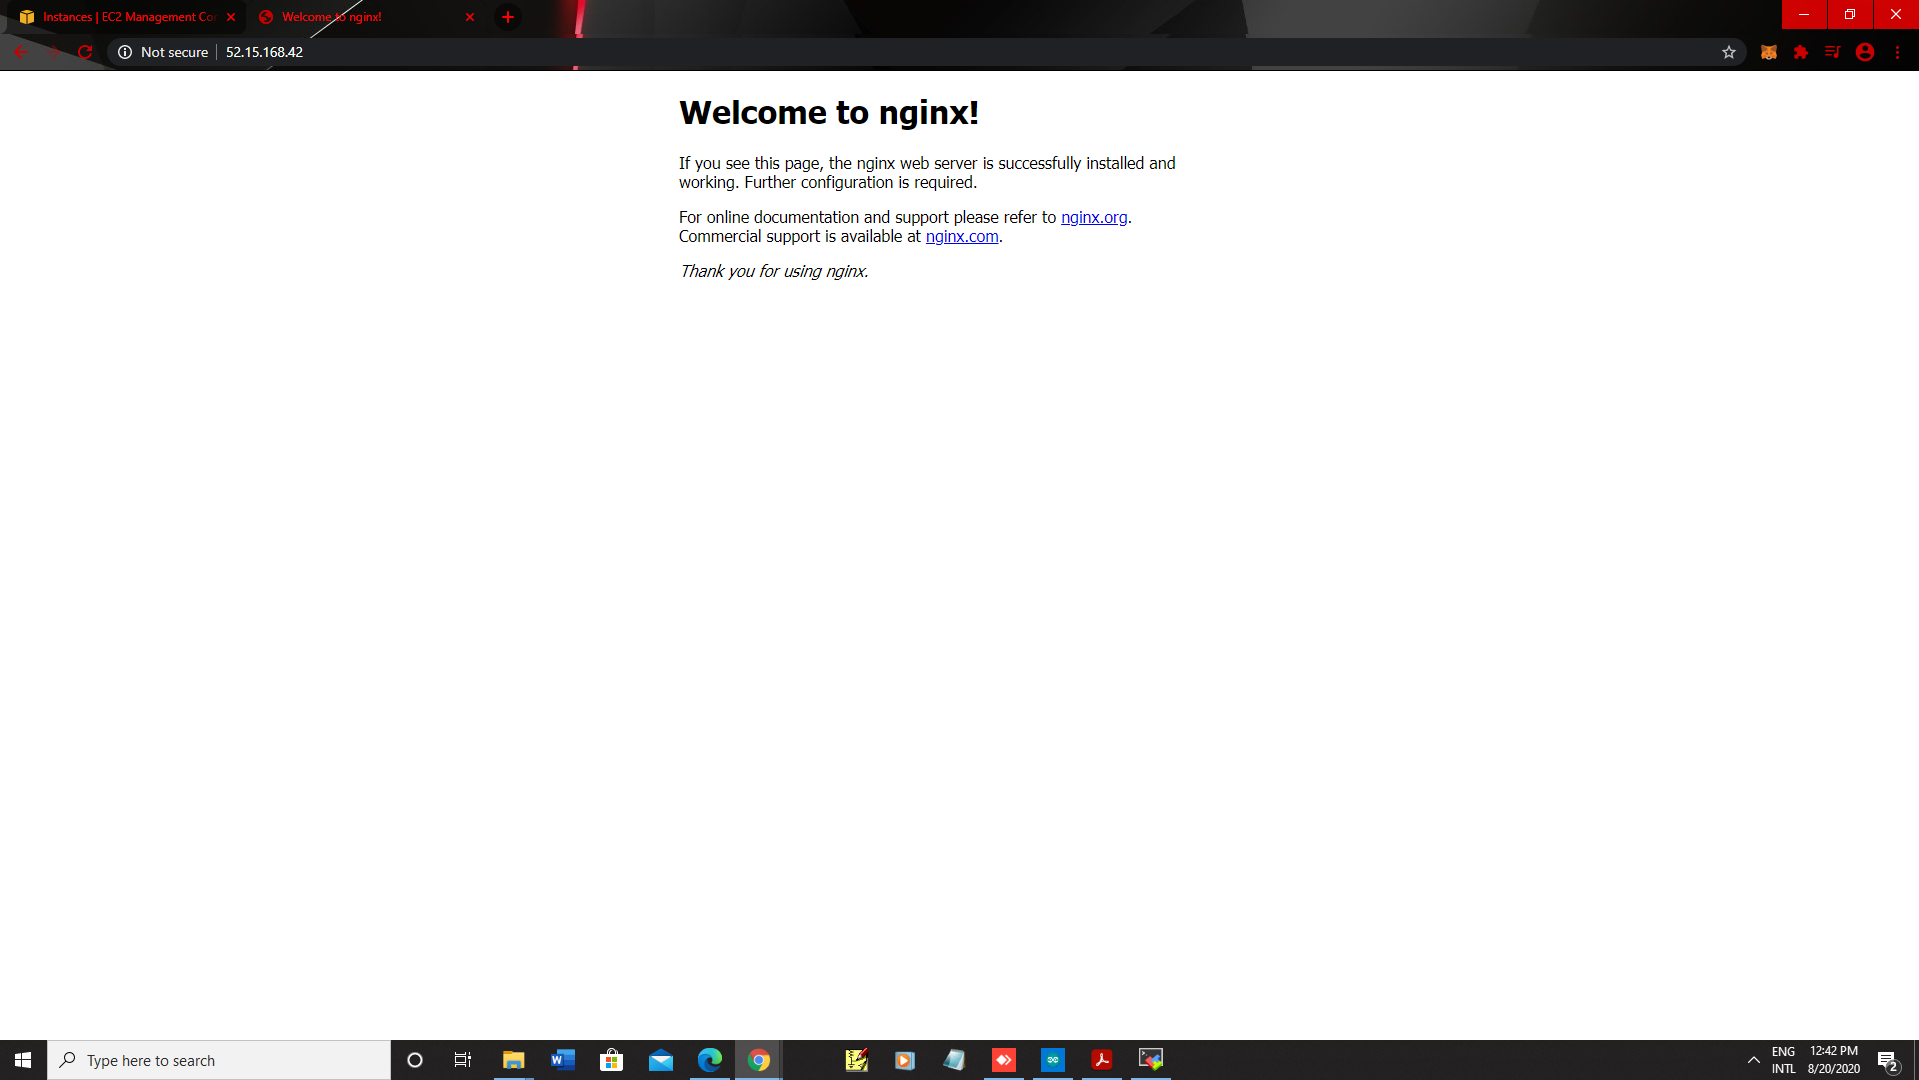 Instances | EC2 Management Co
Welcome to nginx!
Not secure
52.15.168.42
Welcome to nginx!
If you see this page, the nginx web server is successfully installed and
working. Further configuration is required.
For online documentation and support please refer to nginx.org.
Commercial support is available at nginx.com.
Thank you for using nginx.
Type here to search
ENG
INTL
12:42 PM
8/20/2020
2